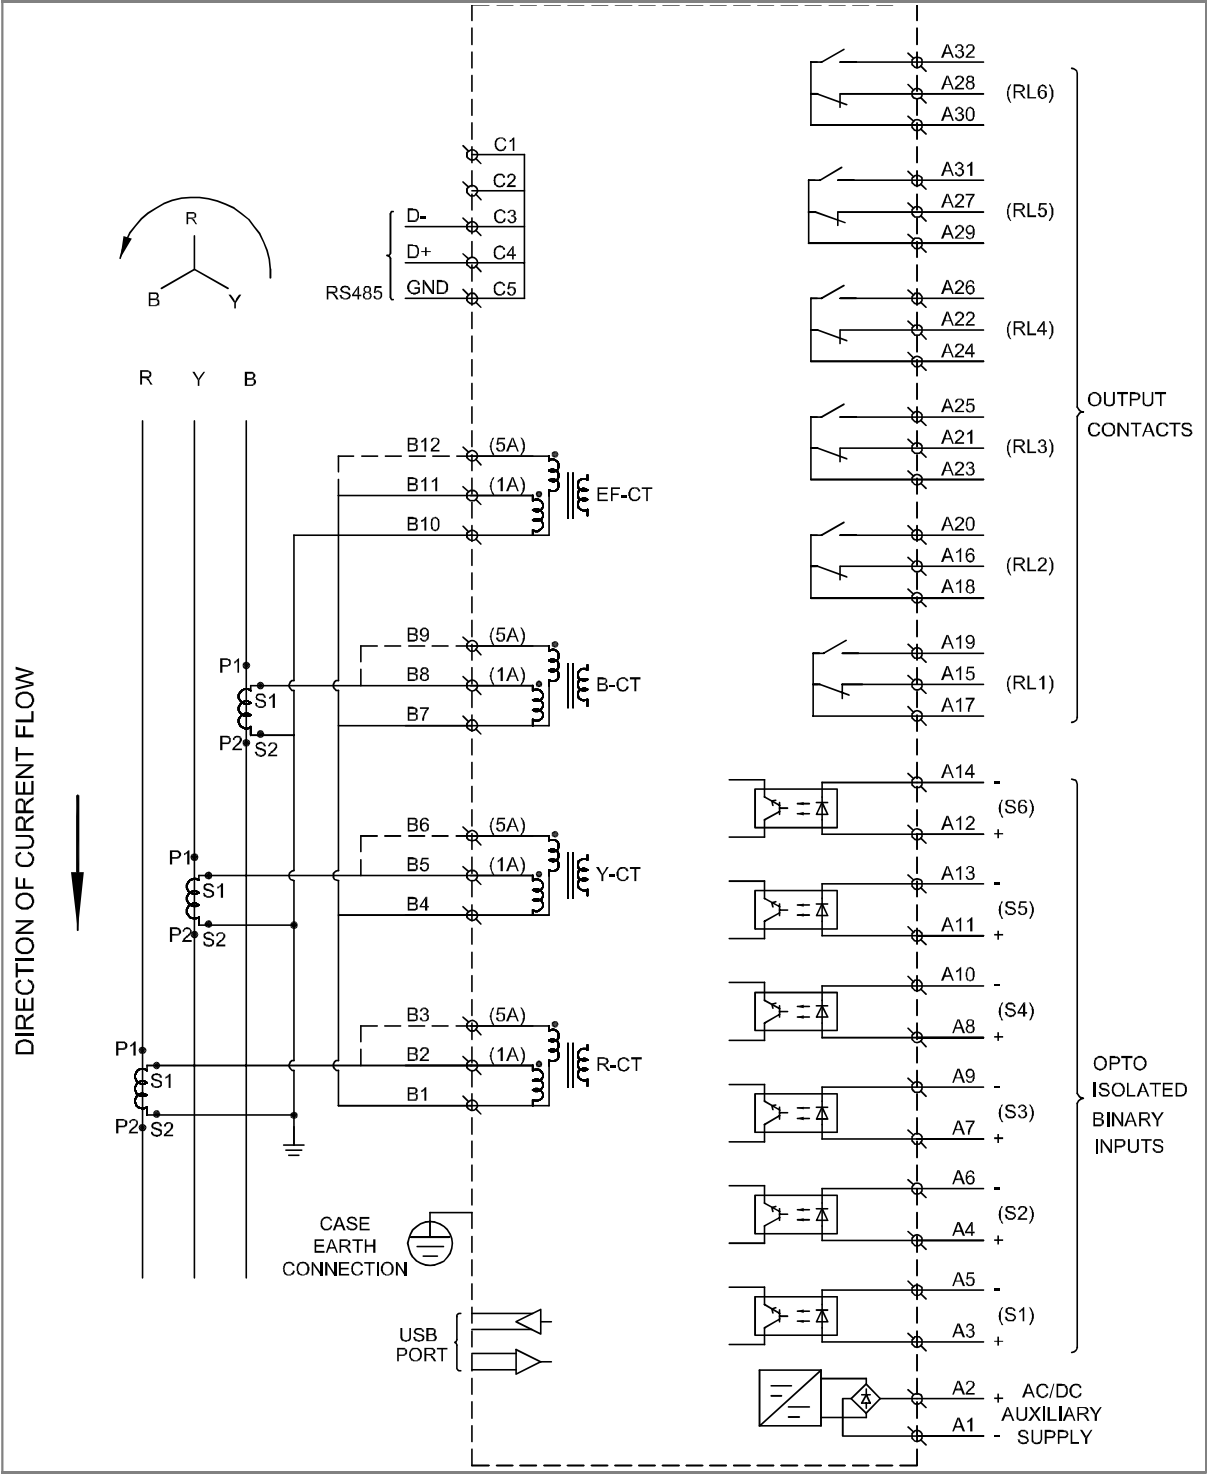 A32
A28 (RL6)
A30
A31
A27 (RL5)
A29
A26
A22 (RL4)
A24
A25
A21 (RL3)
A23
A20
A16 (RL2)
A18
A19
A15 (RL1)
A17
OUTPUT
CONTACTS
C1
C2
D- C3
D+ C4
RS485 GND C5
R
B Y
R Y B
B12 (5A)
B11 (1A) EF-CT
B10
B9 (5A)
B8 (1A) B-CT
B7
P1
S1
P2 S2
B6 (5A)
B5 (1A) Y-CT
B4
P1
S1
P2 S2
B3 (5A)
B2 (1A) R-CT
B1
P1
S1
P2 S2
DIRECTION OF CURRENT FLOW
A14 -
(S6)
A12 +
A13 -
(S5)
A11 +
A10 -
(S4)
A8 +
A9 -
(S3)
A7 +
A6 -
(S2)
A4 +
A5 -
(S1)
A3 +
OPTO
ISOLATED
BINARY
INPUTS
CASE
EARTH
CONNECTION
USB
PORT
A2 + AC/DC
AUXILIARY
A1 - SUPPLY